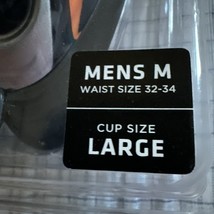 MENS M
WAIST SIZE 32-34
CUP SIZE
LARGE